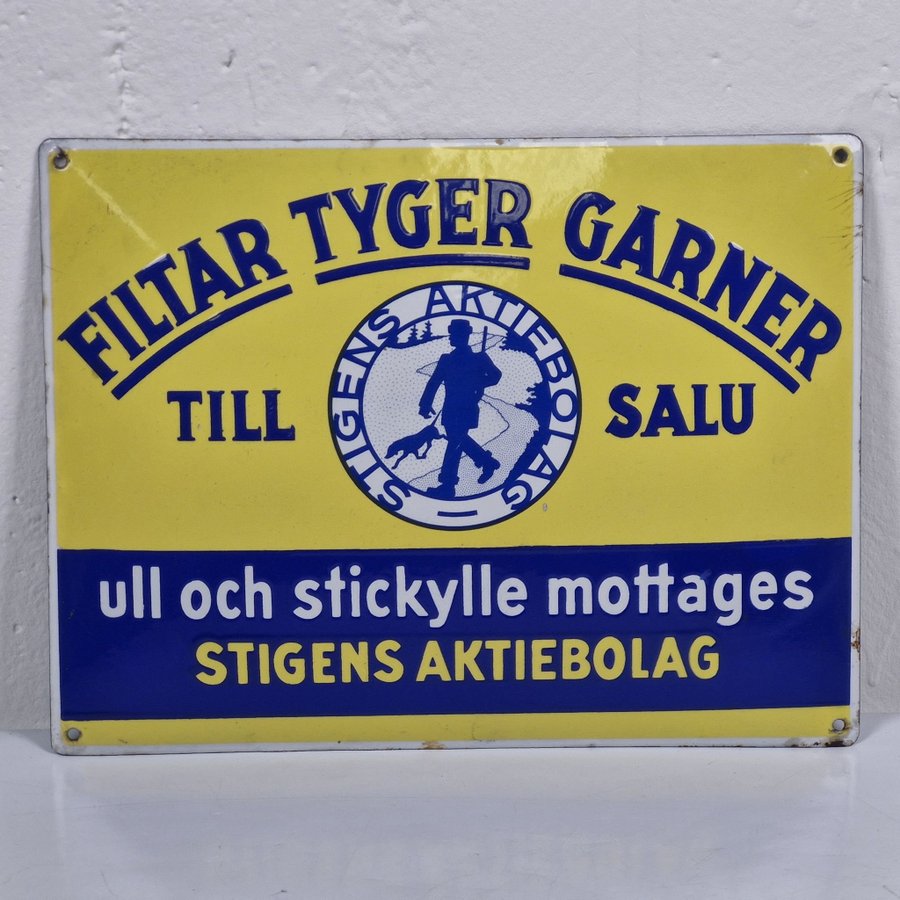 FILTAR TYGER GARNER
TILL SALU
STIGENS AKTIEBOLAG
ull och stickylle mottages
STIGENS AKTIEBOLAG